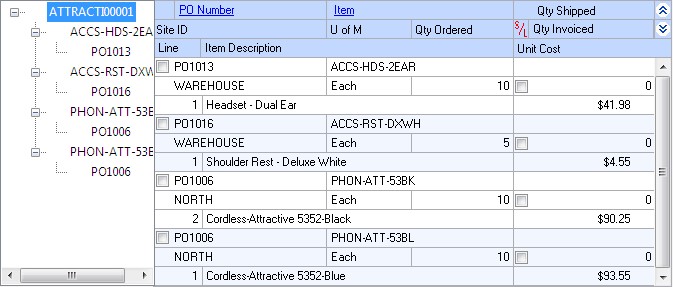 ATTRACTI00001
ACCS-HDS-2EAR
PO1013
ACCS-RST-DXW
PO1016
PHON-ATT-53B
PO1006
PHON-ATT-53B
PO1006
PO Number Item Qty Shipped
Site ID U of M Qty Ordered S/L Qty Invoiced
Line Item Description Unit Cost
PO1013 ACCS-HDS-2EAR
WAREHOUSE Each 10 0
1 Headset - Dual Ear $41.98
PO1016 ACCS-RST-DXWH
WAREHOUSE Each 5 0
1 Shoulder Rest - Deluxe White $4.55
PO1006 PHON-ATT-53BK
NORTH Each 10 0
2 Cordless-Attractive 5352-Black $90.25
PO1006 PHON-ATT-53BL
NORTH Each 10 0
1 Cordless-Attractive 5352-Blue $93.55